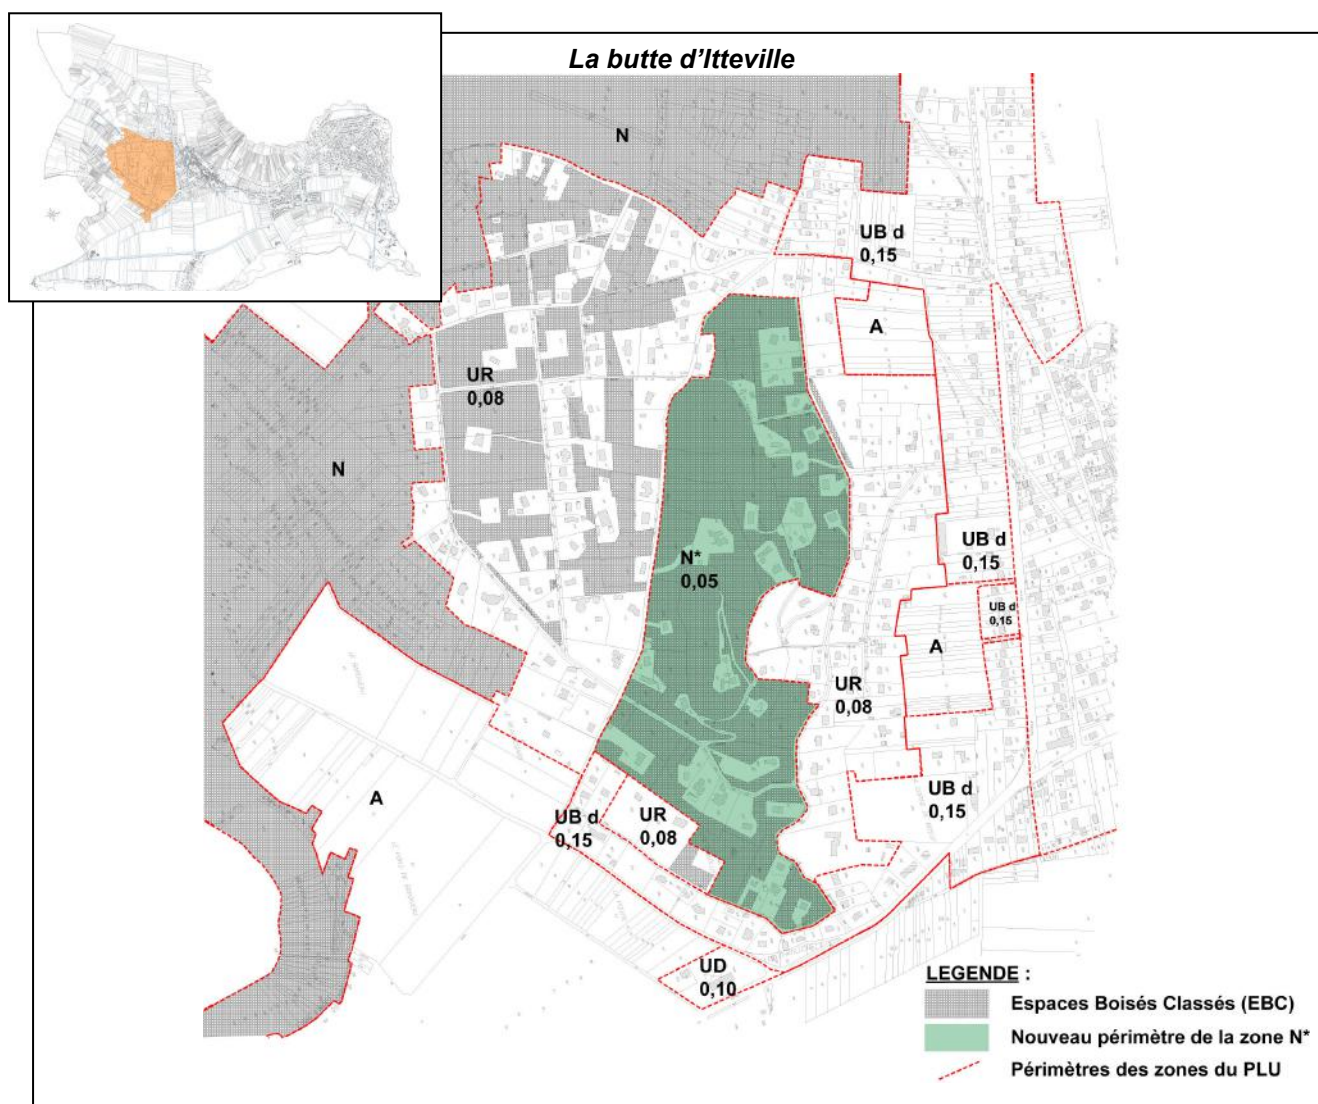 La butte d'Itteville
N
UB d
0,15
A
UR
0,08
N
N*
0,05
UB d
0,15
UB d
0,15
A
UR
0,08
A
UB d
0,15
UB d
0,15
UR
0,08
UD
0,10
LEGENDE :
Espaces Boisés Classés (EBC)
Nouveau périmètre de la zone N*
Périmètres des zones du PLU